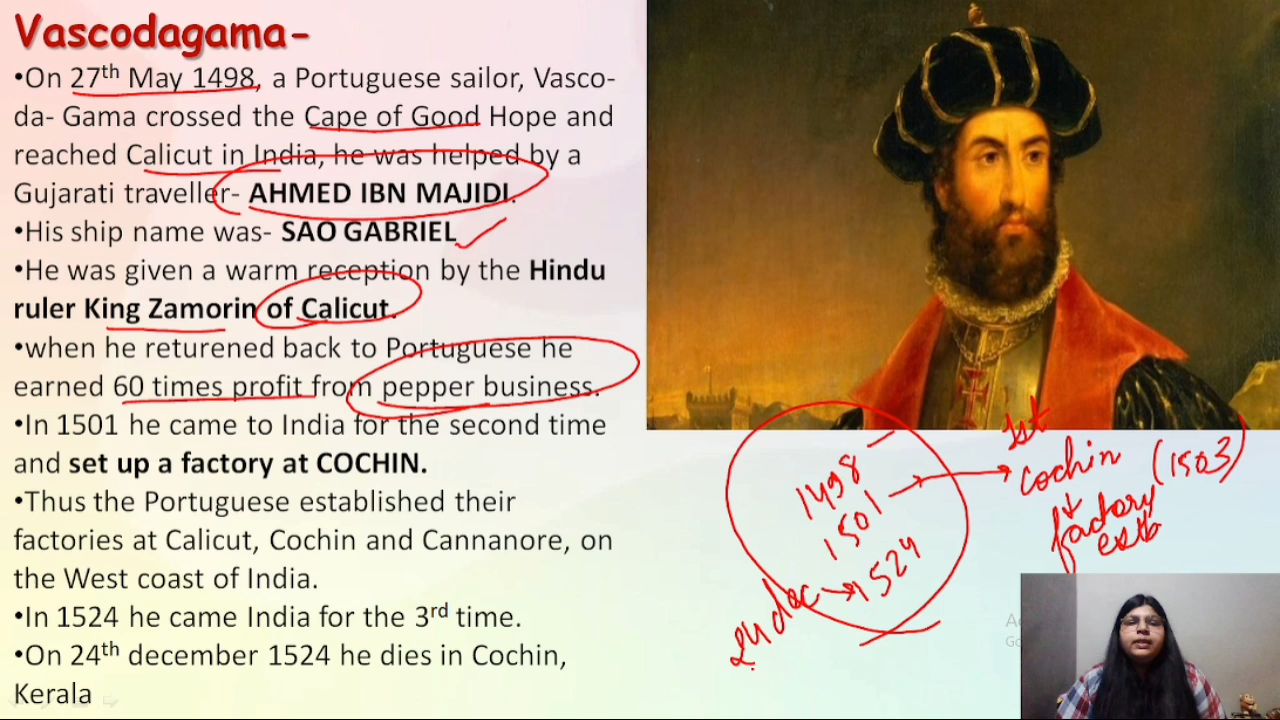 Vascodagama-
•On 27th May 1498, a Portuguese sailor, Vasco-
da- Gama crossed the Cape of Good Hope and
reached Calicut in India, he was helped by a
Gujarati traveller- AHMED IBN MAJIDI.
•His ship name was- SAO GABRIEL
•He was given a warm reception by the Hindu
ruler King Zamorin of Calicut.
•when he returened back to Portuguese he
earned 60 times profit from pepper business.
•In 1501 he came to India for the second time
and set up a factory at COCHIN.
•Thus the Portuguese established their
factories at Calicut, Cochin and Cannanore, on
the West coast of India.
•In 1524 he came India for the 3rd time.
•On 24th december 1524 he dies in Cochin,
Kerala
1498
1501
24 dec 1524
1st
cochin (1503)
factory
estb